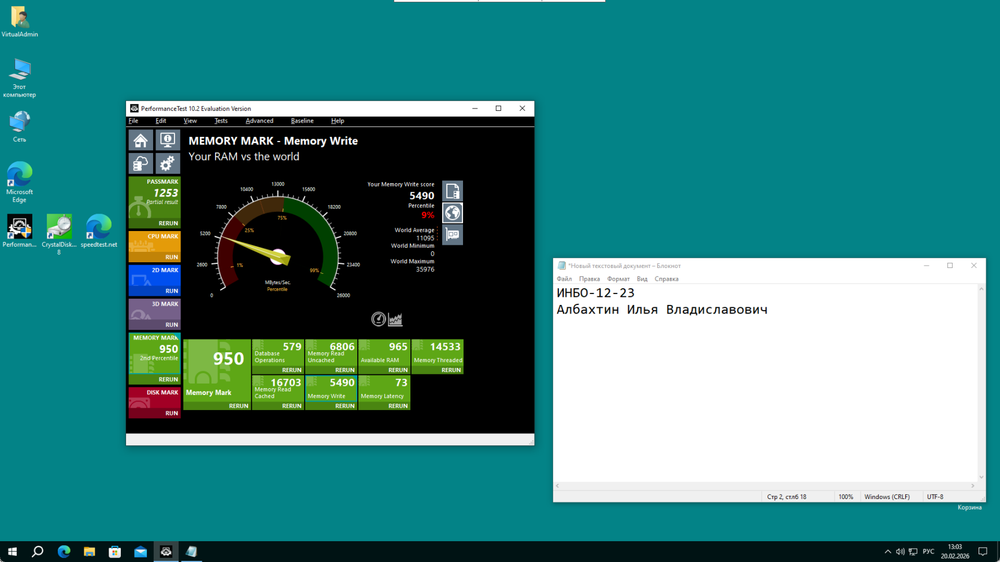 VirtualAdmin
Этот
компьютер
Сеть
Microsoft
Edge
Performan...
CrystalDisk...
8
speedtest.net
PerformanceTest 10.2 Evaluation Version
File Edit View Tests Advanced Baseline Help
MEMORY MARK - Memory Write
Your RAM vs the world
PASSMARK
1253
Partial result
RERUN
CPU MARK
RUN
2D MARK
RUN
3D MARK
RUN
MEMORY MARK
950
2nd Percentile
RERUN
DISK MARK
RUN
0
2600
5200
7800
10400
13000
15600
18200
20800
23400
26000
1%
25%
75%
99%
MBytes/Sec.
Percentile
Your Memory Write score
5490
Percentile
9%
World Average
11095
World Minimum
0
World Maximum
35976
950
Memory Mark
RERUN
579
Database
Operations
RERUN
6806
Memory Read
Uncached
RERUN
965
Available RAM
RERUN
14533
Memory Threaded
RERUN
16703
Memory Read
Cached
RERUN
5490
Memory Write
RERUN
73
Memory Latency
RERUN
*Новый текстовый документ – Блокнот
Файл Правка Формат Вид Справка
ИНБО-12-23
Албахтин Илья Владиславович
Стр 2, стлб 18 100% Windows (CRLF) UTF-8
Корзина
РУС
13:03
20.02.2026